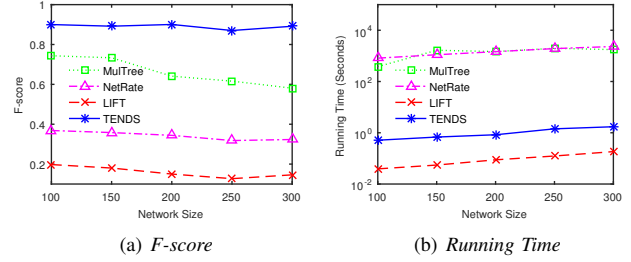 1
0.8
0.6
0.4
0.2
F-score
MulTree
NetRate
LIFT
TENDS
100 150 200 250 300
Network Size
(a) F-score
10^4
10^2
10^0
10^-2
Running Time (Seconds)
MulTree
NetRate
LIFT
TENDS
100 150 200 250 300
Network Size
(b) Running Time